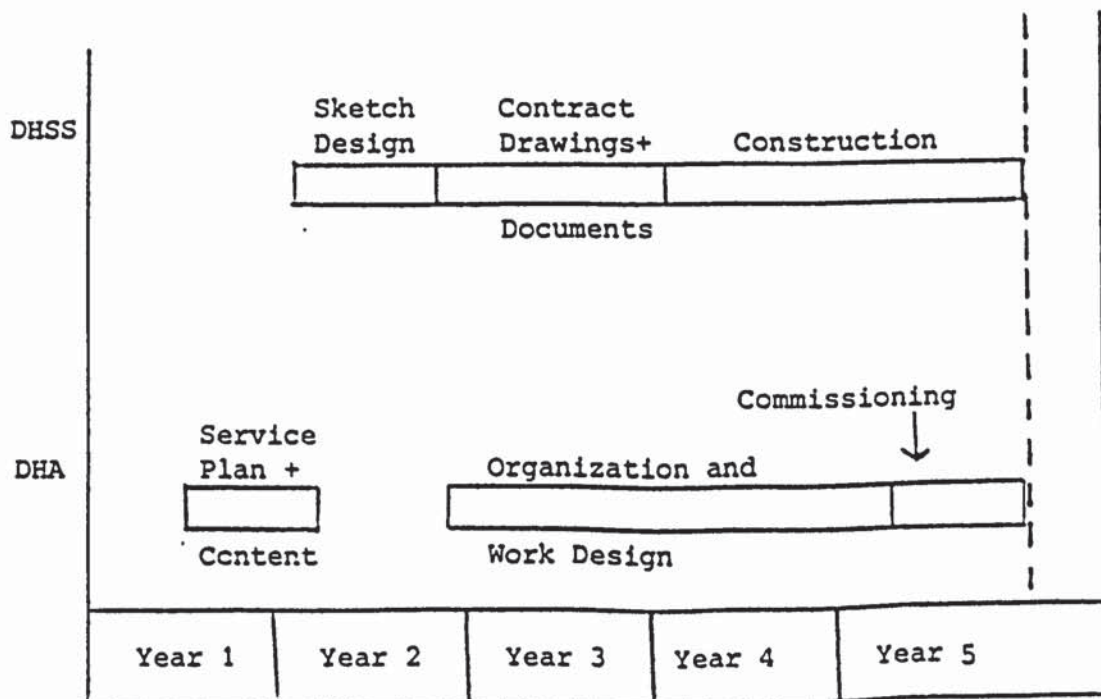 Sketch
Design
Contract
Drawings+
Construction
DHSS
Documents
Commissioning
Service
Plan +
Organization and
DHA
Content
Work Design
Year 1
Year 2
Year 3
Year 4
Year 5